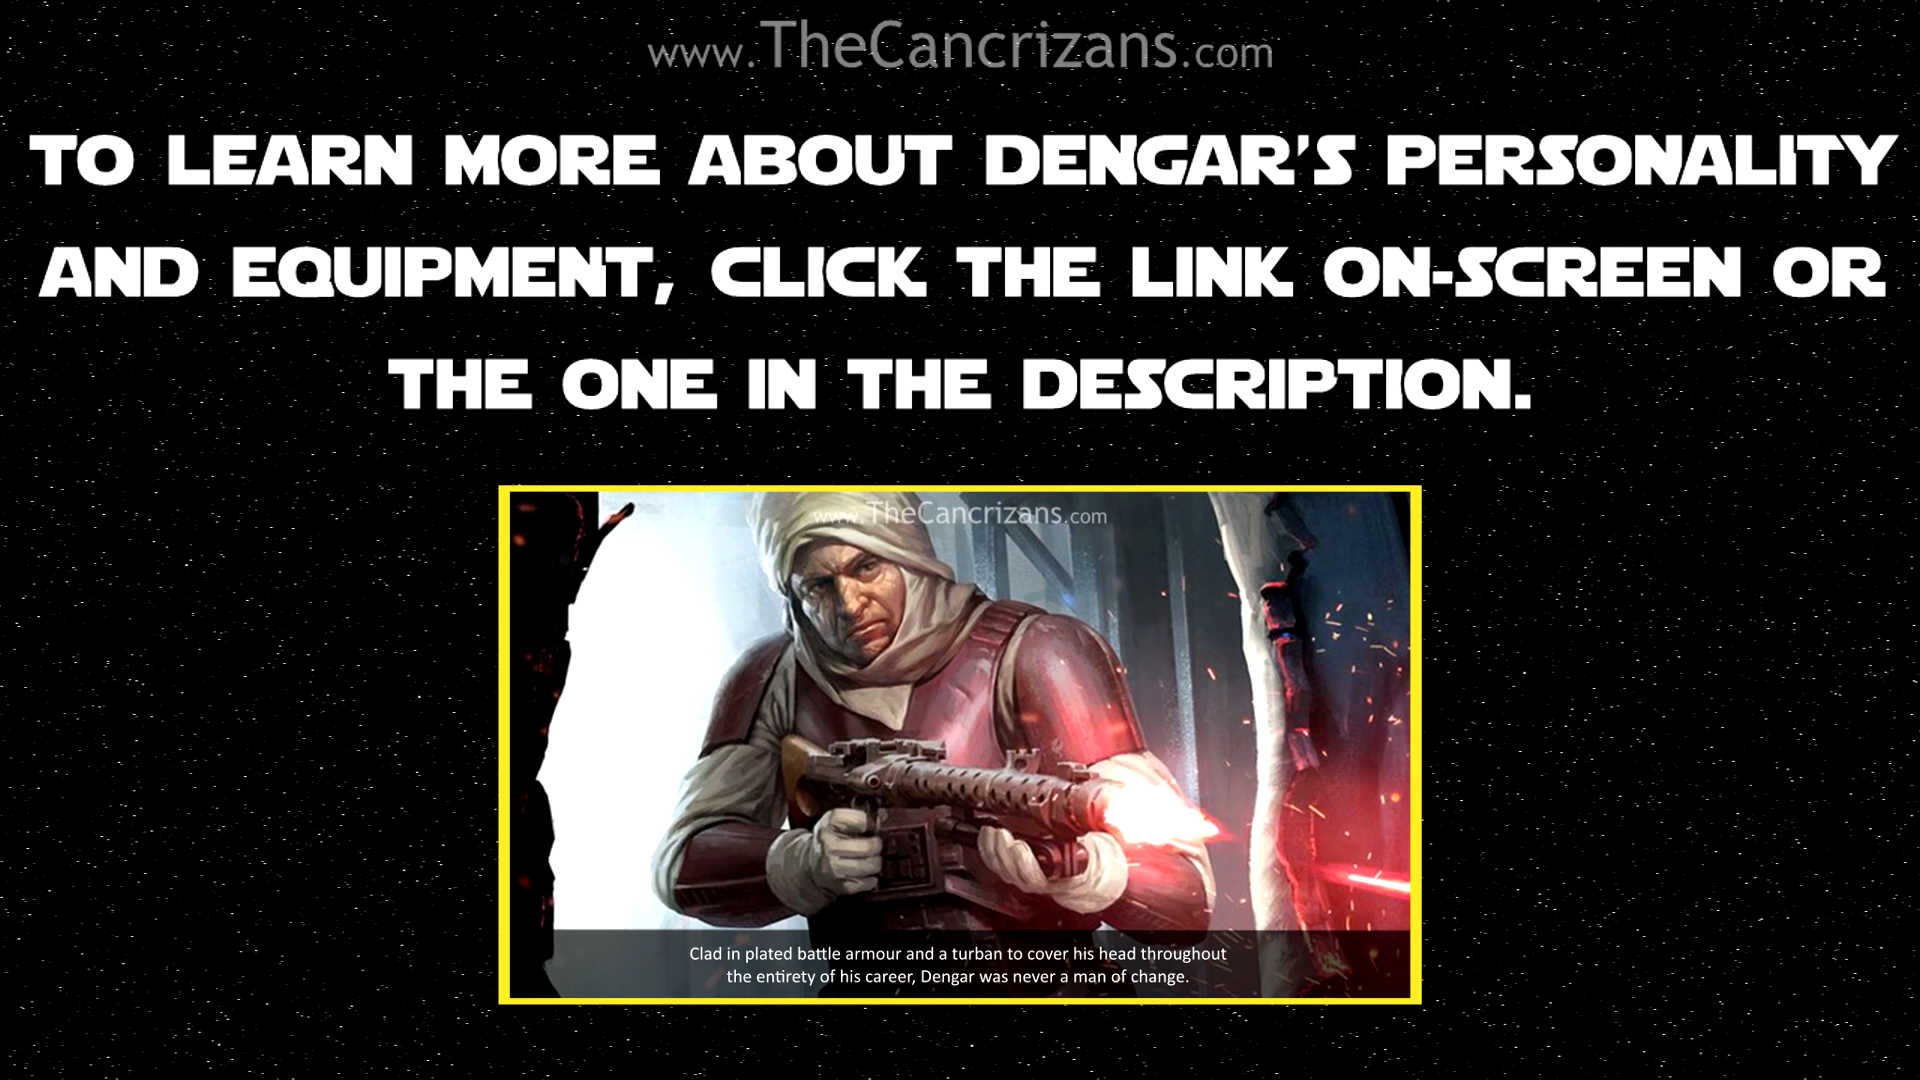 www.TheCancrizans.com
TO LEARN MORE ABOUT DENGAR'S PERSONALITY
AND EQUIPMENT, CLICK THE LINK ON-SCREEN OR
THE ONE IN THE DESCRIPTION.
www.TheCancrizans.com
Clad in plated battle armour and a turban to cover his head throughout
the entirety of his career, Dengar was never a man of change.